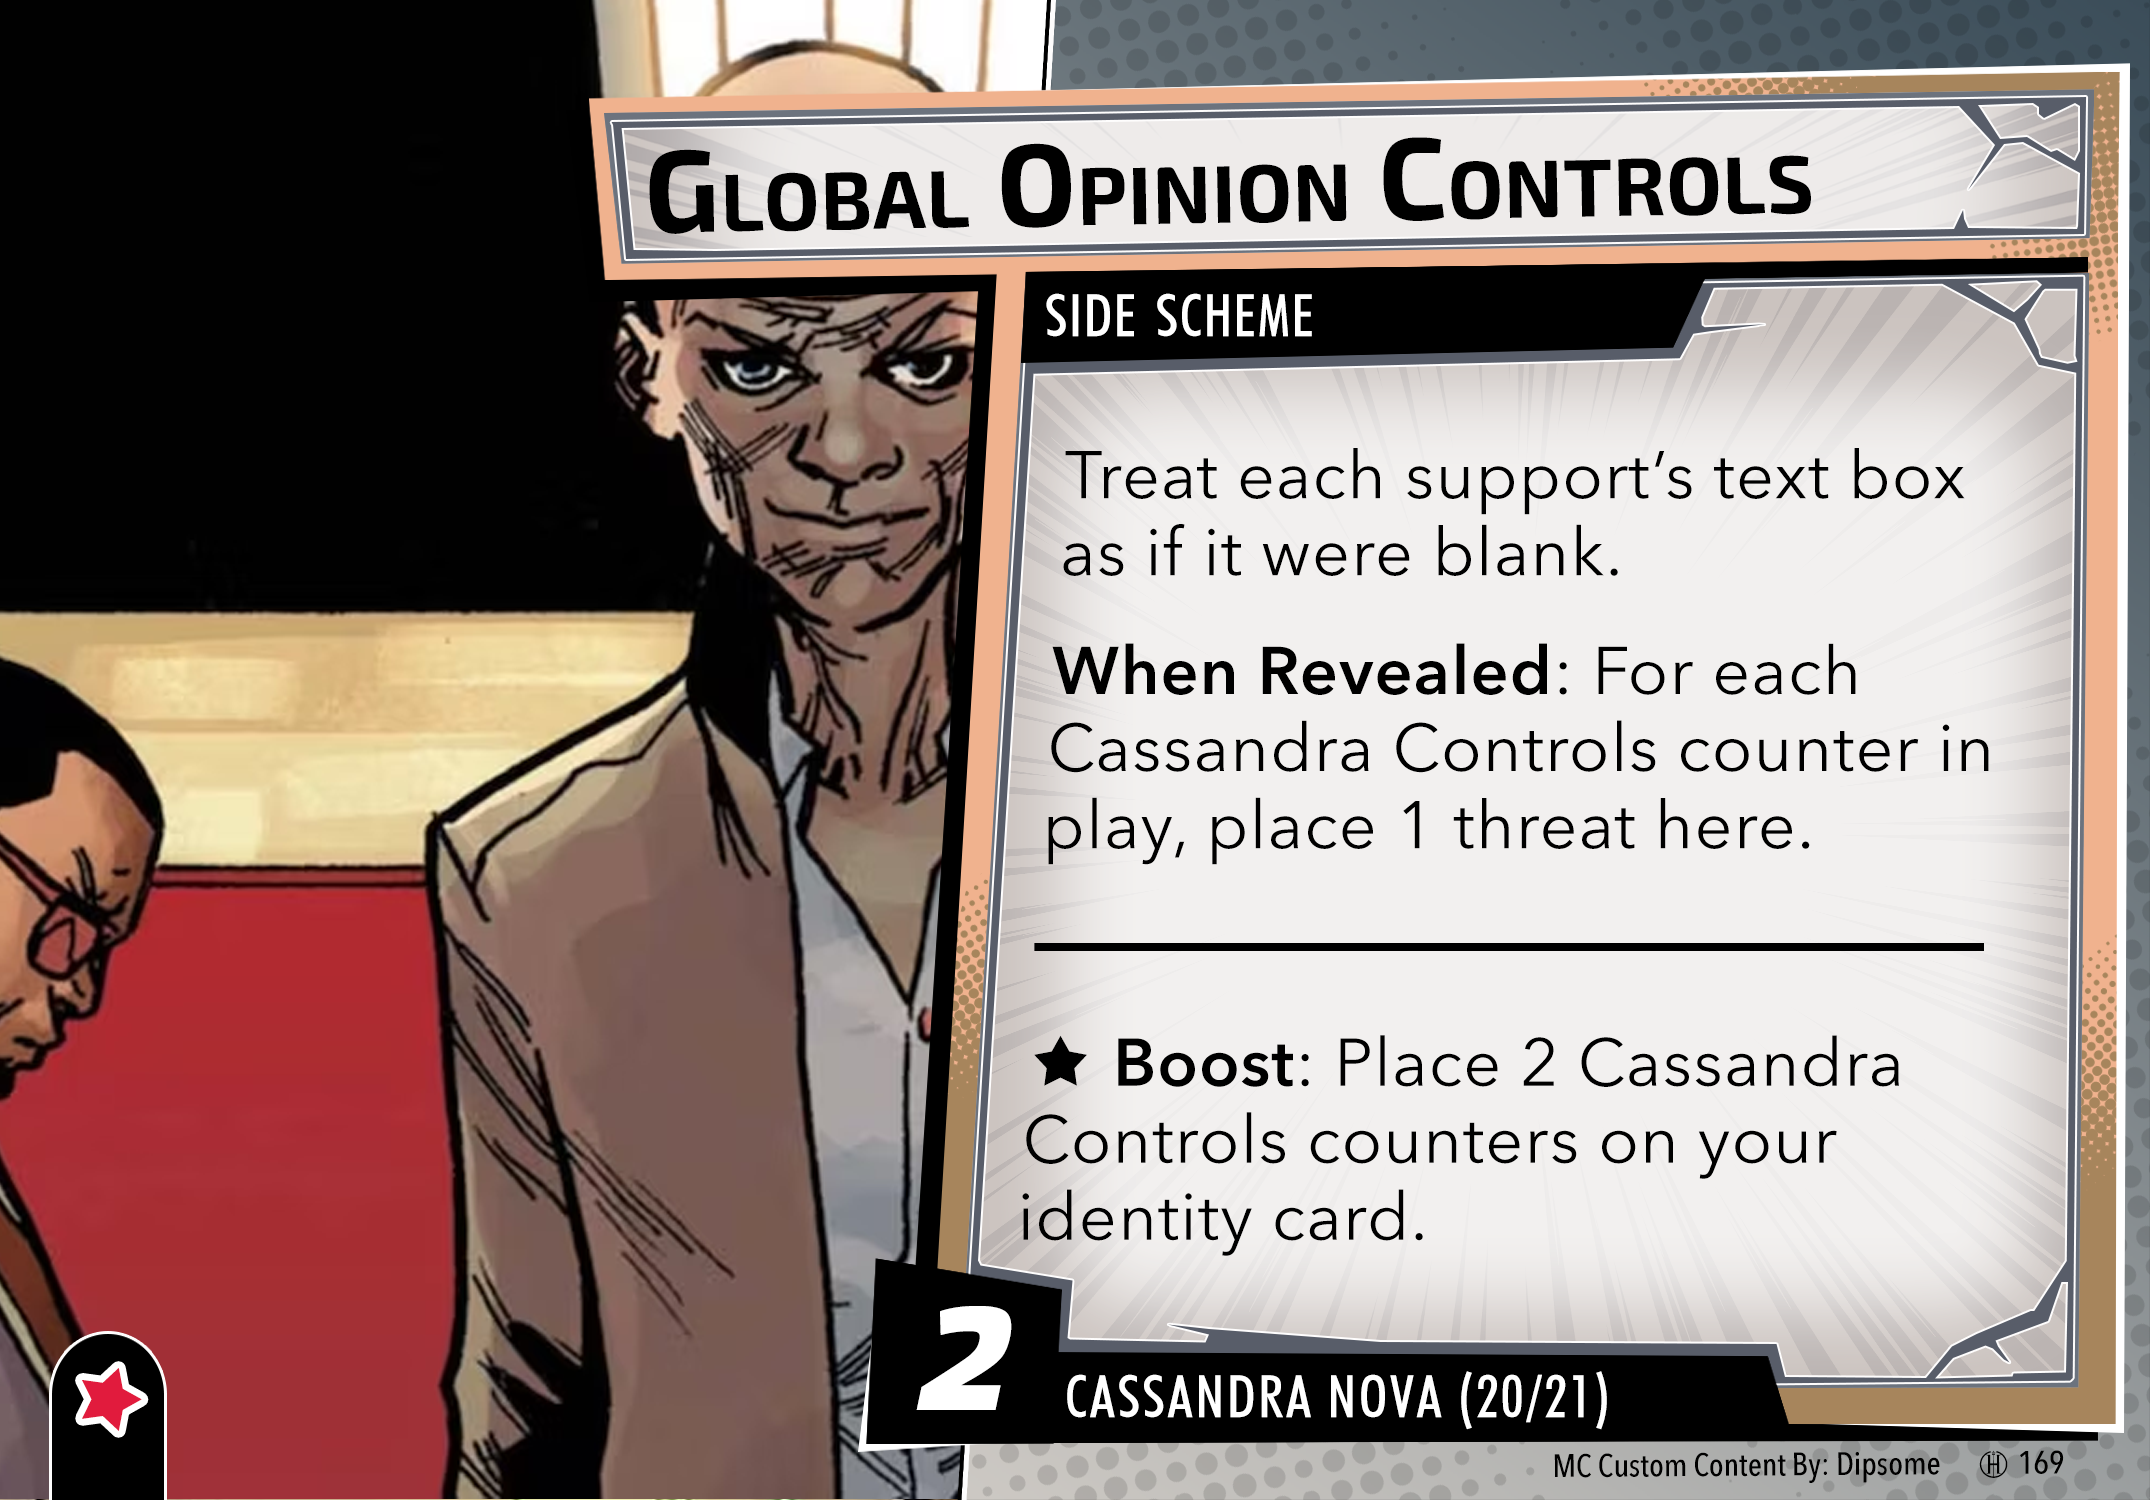 Global Opinion Controls
SIDE SCHEME
Treat each support’s text box
as if it were blank.
When Revealed: For each
Cassandra Controls counter in
play, place 1 threat here.
★ Boost: Place 2 Cassandra
Controls counters on your
identity card.
2
CASSANDRA NOVA (20/21)
MC Custom Content By: Dipsome H 169